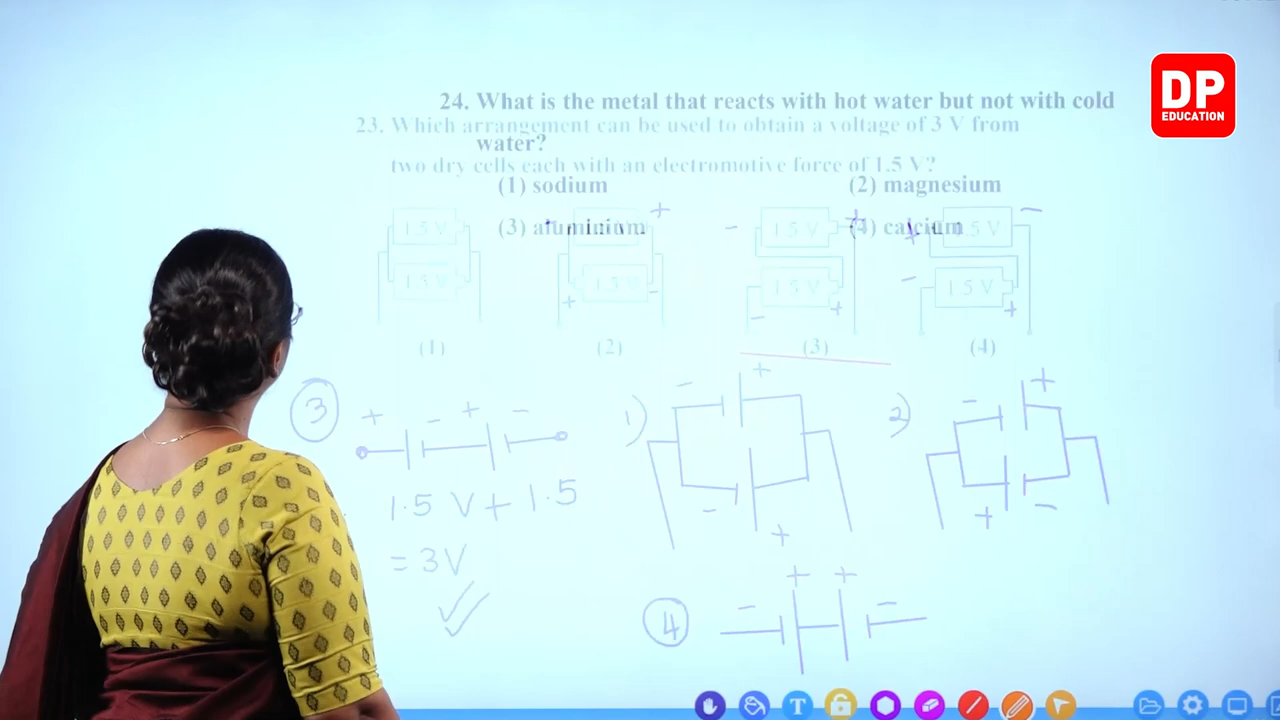 DP
EDUCATION
24. What is the metal that reacts with hot water but not with cold
water?
(1) sodium
(2) magnesium
(3) aluminium
(4) calcium
23. Which arrangement can be used to obtain a voltage of 3 V from
two dry cells each with an electromotive force of 1.5 V?
1.5 V
1.5 V
+
1.5 V
+
-
-
1.5 V
+
1.5 V
-
+
+
1.5 V
-
-
1.5 V
+
(1)
(2)
(3)
(4)
3
+ - + -
1.5 V + 1.5
= 3V
1)
- +
- +
2)
- +
+ -
4
- + + -
T